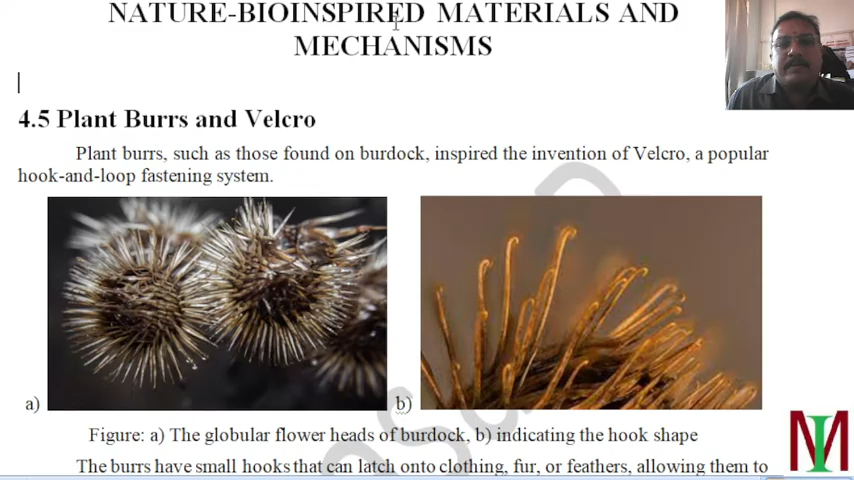 NATURE-BIOINSPIRED MATERIALS AND
MECHANISMS
4.5 Plant Burrs and Velcro
Plant burrs, such as those found on burdock, inspired the invention of Velcro, a popular
hook-and-loop fastening system.
a)
b)
Figure: a) The globular flower heads of burdock, b) indicating the hook shape
The burrs have small hooks that can latch onto clothing, fur, or feathers, allowing them to